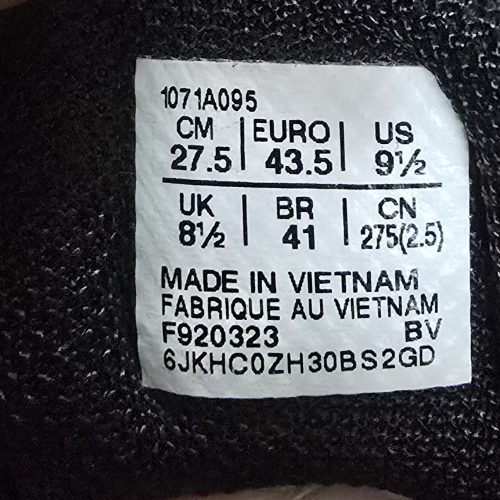 1071A095
CM | EURO | US
27.5 | 43.5 | 9½
UK | BR | CN
8½ | 41 | 275(2.5)
MADE IN VIETNAM
FABRIQUE AU VIETNAM
F920323 BV
6JKHC0ZH30BS2GD